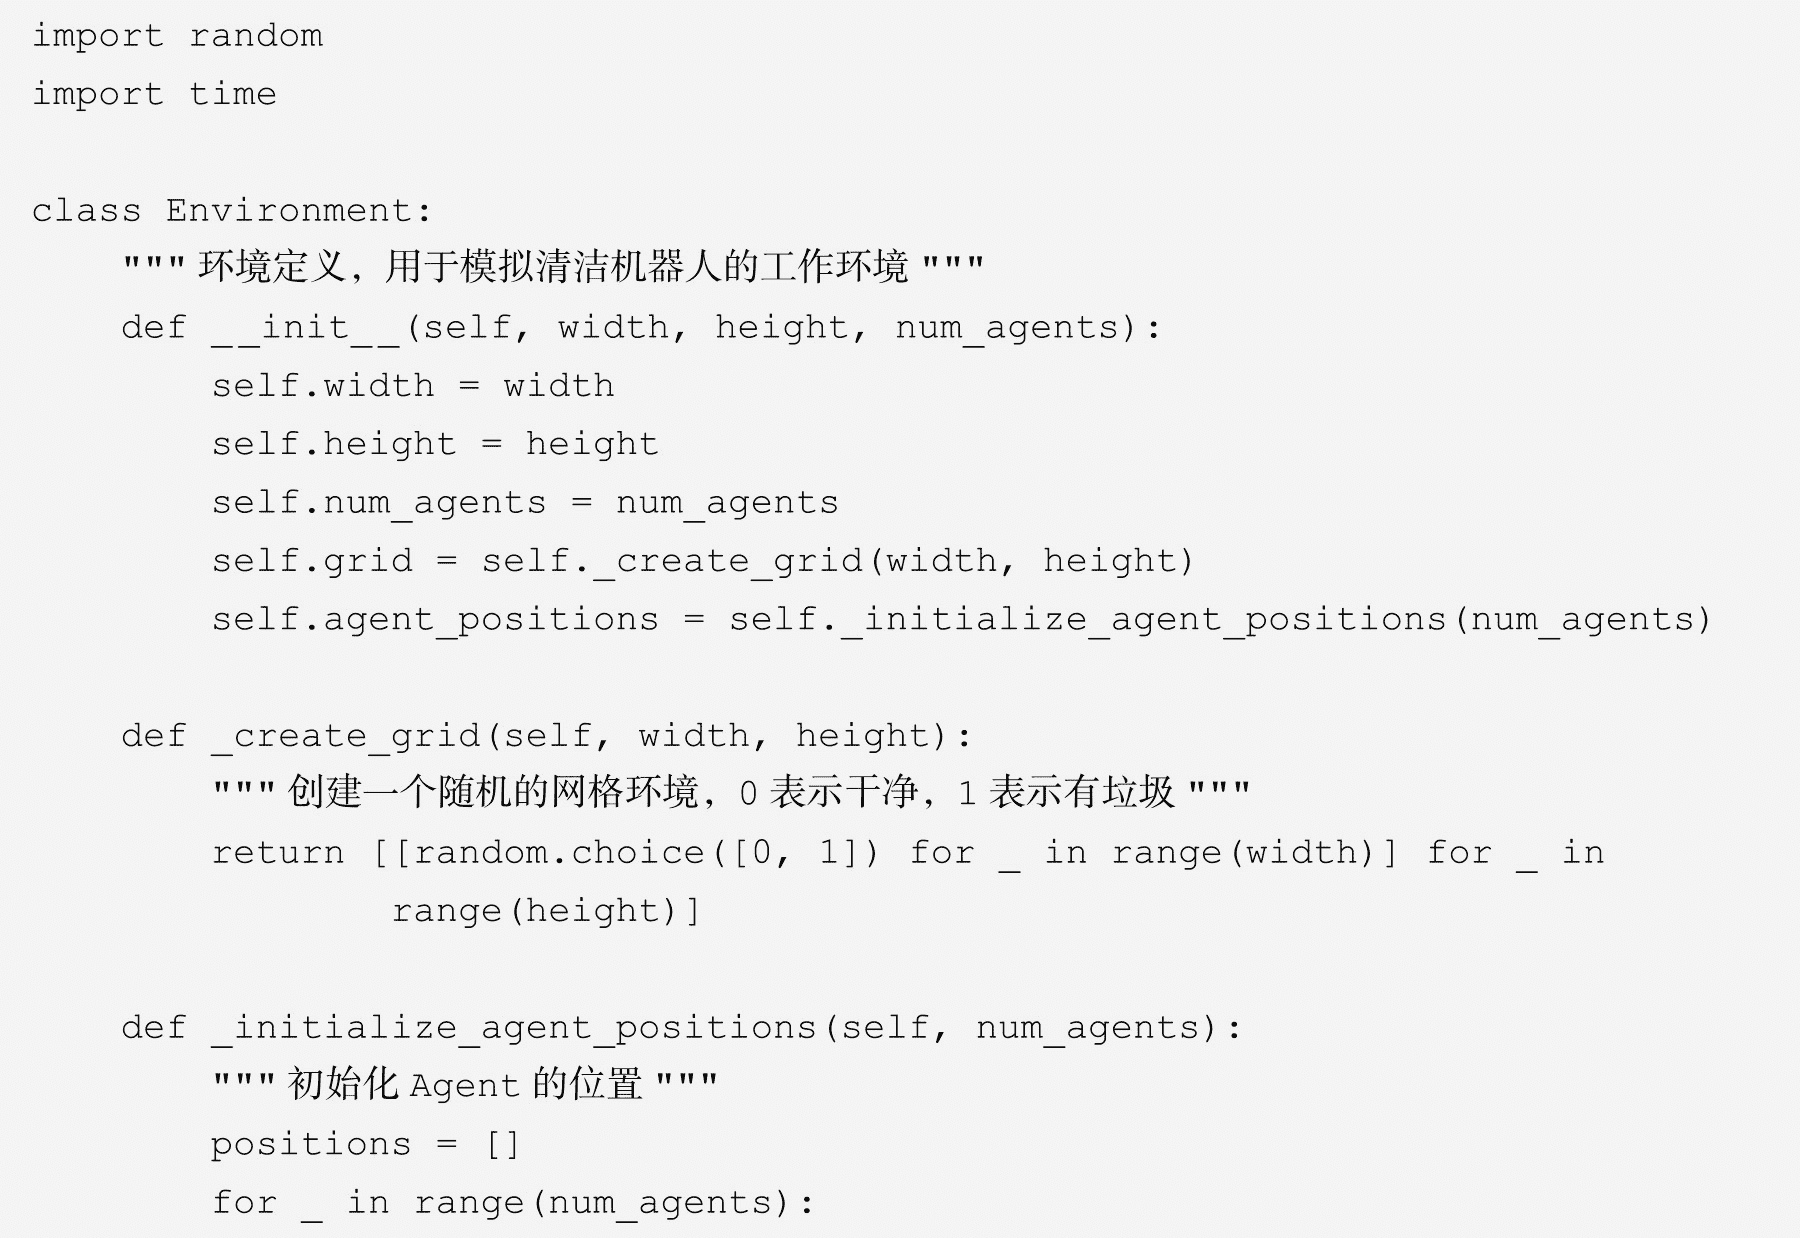 import random
import time
class Environment:
    """ 环境定义，用于模拟清洁机器人的工作环境 """
    def __init__(self, width, height, num_agents):
        self.width = width
        self.height = height
        self.num_agents = num_agents
        self.grid = self._create_grid(width, height)
        self.agent_positions = self._initialize_agent_positions(num_agents)
    def _create_grid(self, width, height):
        """ 创建一个随机的网格环境，0 表示干净，1 表示有垃圾 """
        return [[random.choice([0, 1]) for _ in range(width)] for _ in
                range(height)]
    def _initialize_agent_positions(self, num_agents):
        """ 初始化 Agent 的位置 """
        positions = []
        for _ in range(num_agents):